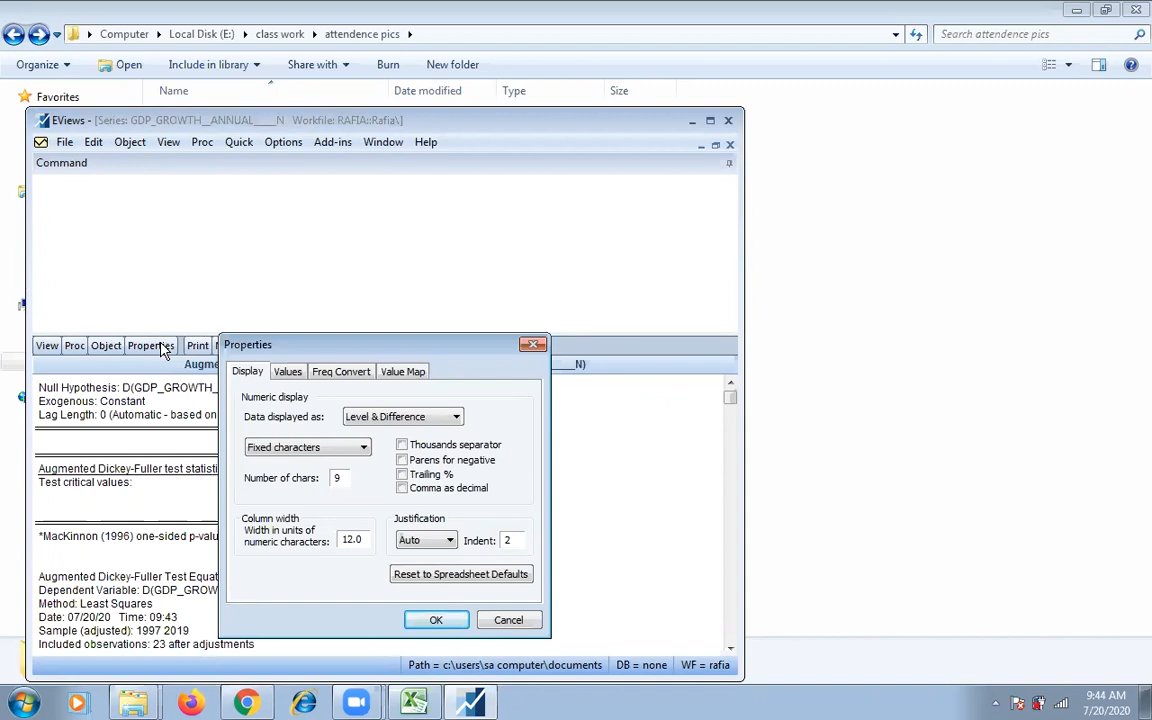 Computer Local Disk (E:) class work attendence pics
Search attendence pics
Organize Open Include in library Share with Burn New folder
Favorites
Name Date modified Type Size
EViews - [Series: GDP_GROWTH__ANNUAL____N Workfile: RAFIA::Rafia\]
File Edit Object View Proc Quick Options Add-ins Window Help
Command
View Proc Object Properties Print
Augme
__N)
Null Hypothesis: D(GDP_GROWTH_
Exogenous: Constant
Lag Length: 0 (Automatic - based on
Augmented Dickey-Fuller test statisti
Test critical values:
*MacKinnon (1996) one-sided p-valu
Augmented Dickey-Fuller Test Equat
Dependent Variable: D(GDP_GROW
Method: Least Squares
Date: 07/20/20 Time: 09:43
Sample (adjusted): 1997 2019
Included observations: 23 after adjustments
Properties
Display Values Freq Convert Value Map
Numeric display
Data displayed as: Level & Difference
Fixed characters
Number of chars: 9
Thousands separator
Parens for negative
Trailing %
Comma as decimal
Column width
Width in units of
numeric characters: 12.0
Justification
Auto Indent: 2
Reset to Spreadsheet Defaults
OK Cancel
Path = c:\users\sa computer\documents DB = none WF = rafia
9:44 AM
7/20/2020